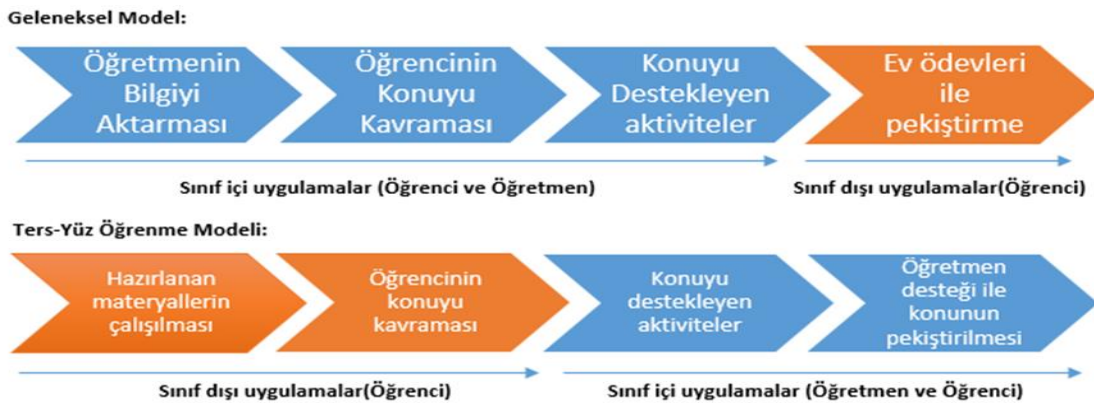 Geleneksel Model:
Öğretmenin
Bilgiyi
Aktarması
Öğrencinin
Konuyu
Kavraması
Konuyu
Destekleyen
aktiviteler
Ev ödevleri
ile
pekiştirme
Sınıf içi uygulamalar (Öğrenci ve Öğretmen)
Sınıf dışı uygulamalar(Öğrenci)
Ters-Yüz Öğrenme Modeli:
Hazırlanan
materyallerin
çalışılması
Öğrencinin
konuyu
kavraması
Konuyu
destekleyen
aktiviteler
Öğretmen
desteği ile
konunun
pekiştirilmesi
Sınıf dışı uygulamalar(Öğrenci)
Sınıf içi uygulamalar (Öğretmen ve Öğrenci)